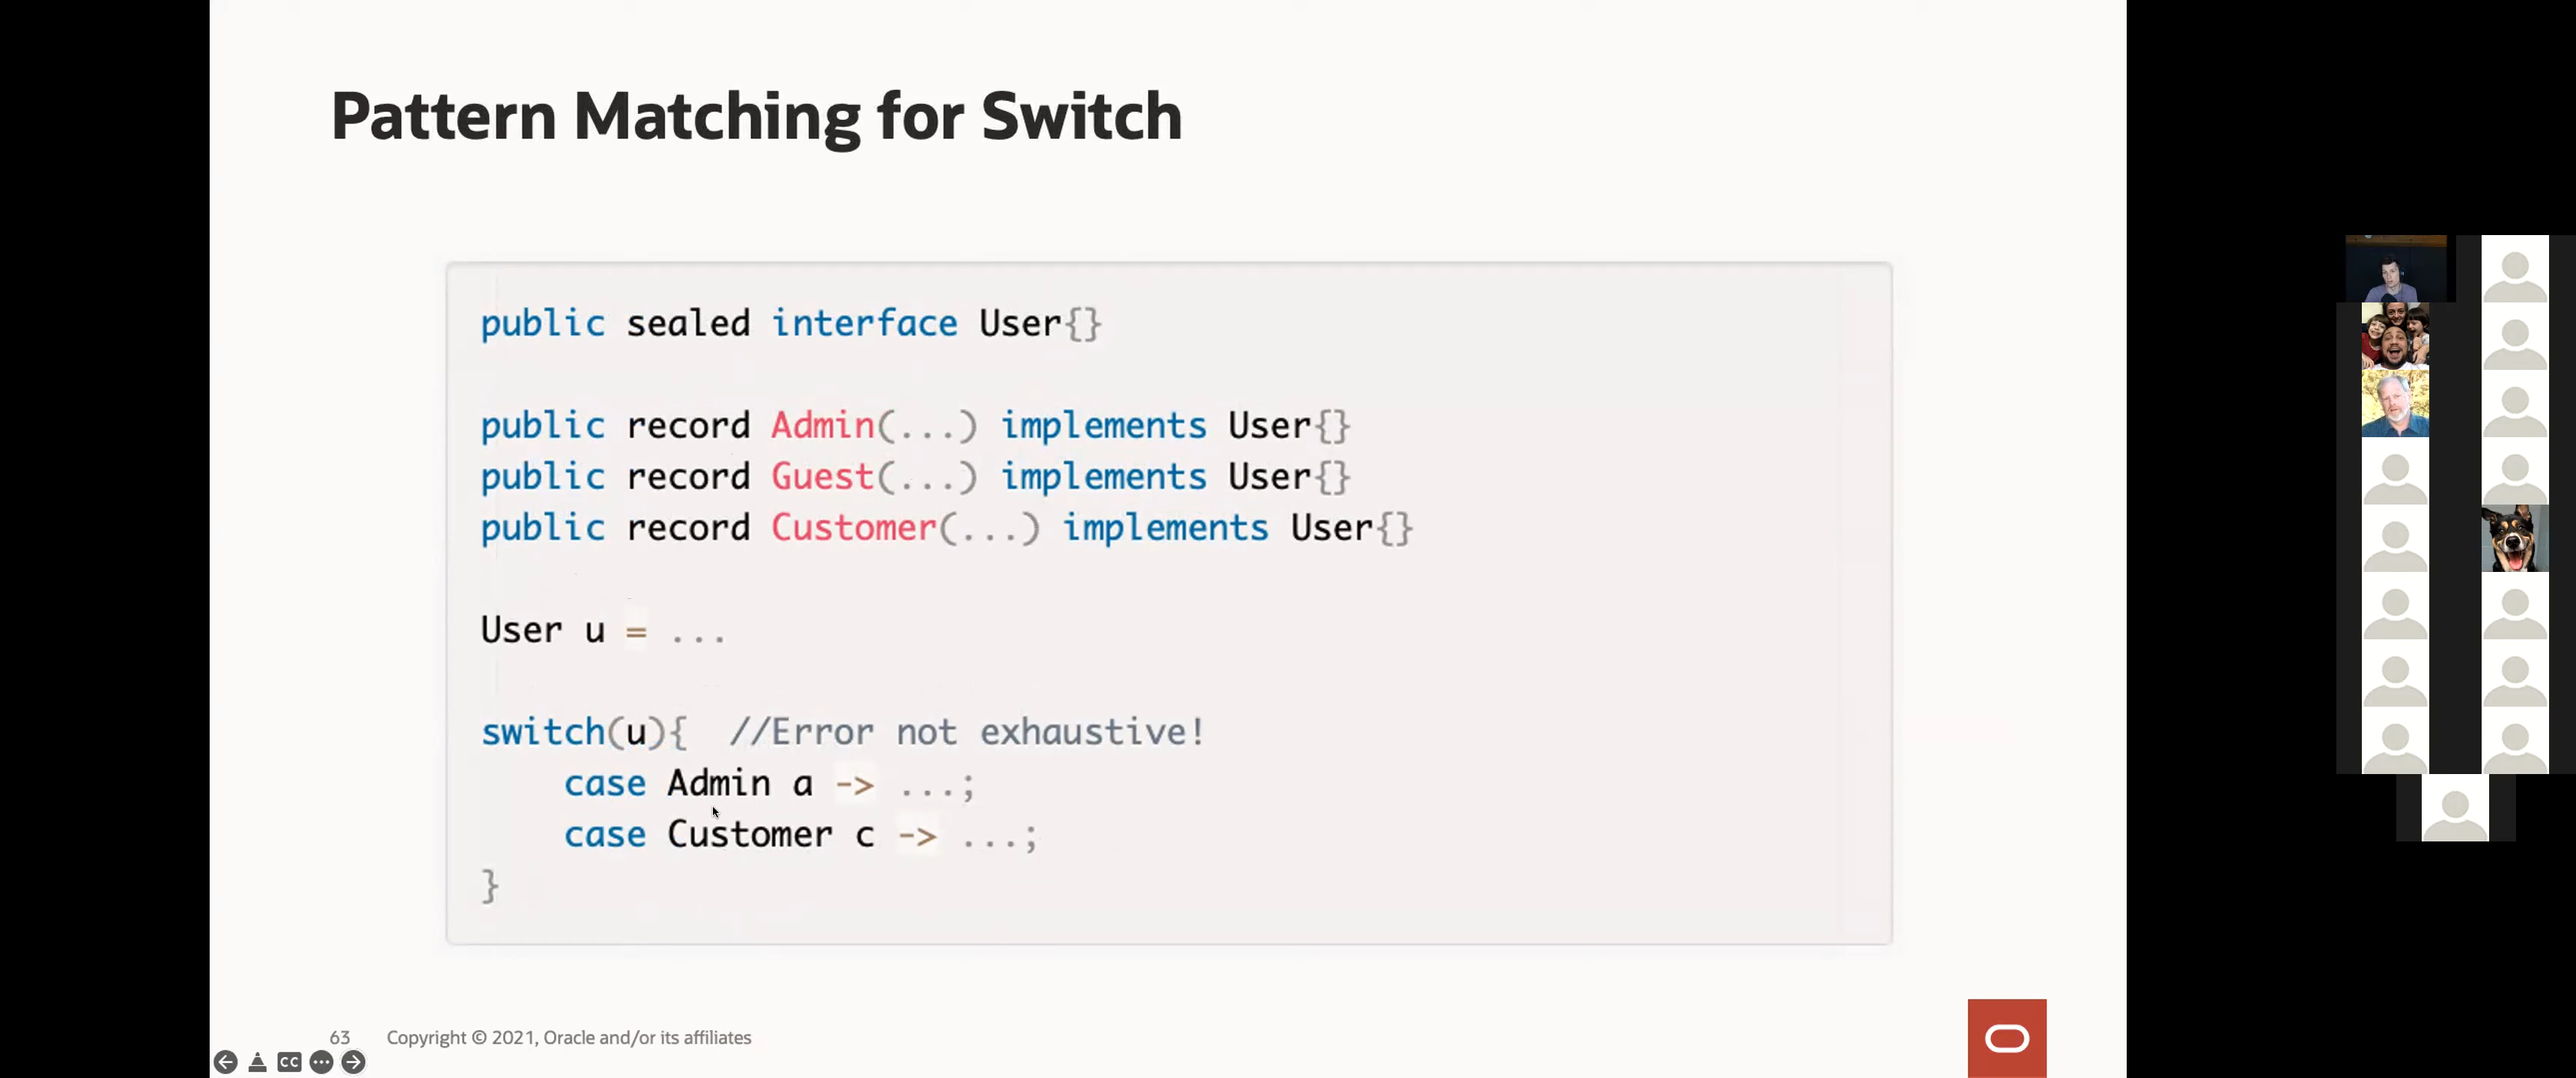 Pattern Matching for Switch
public sealed interface User{}
public record Admin(...) implements User{}
public record Guest(...) implements User{}
public record Customer(...) implements User{}
User u = ...
switch(u){  //Error not exhaustive!
    case Admin a -> ...;
    case Customer c -> ...;
}
63 Copyright © 2021, Oracle and/or its affiliates
CC